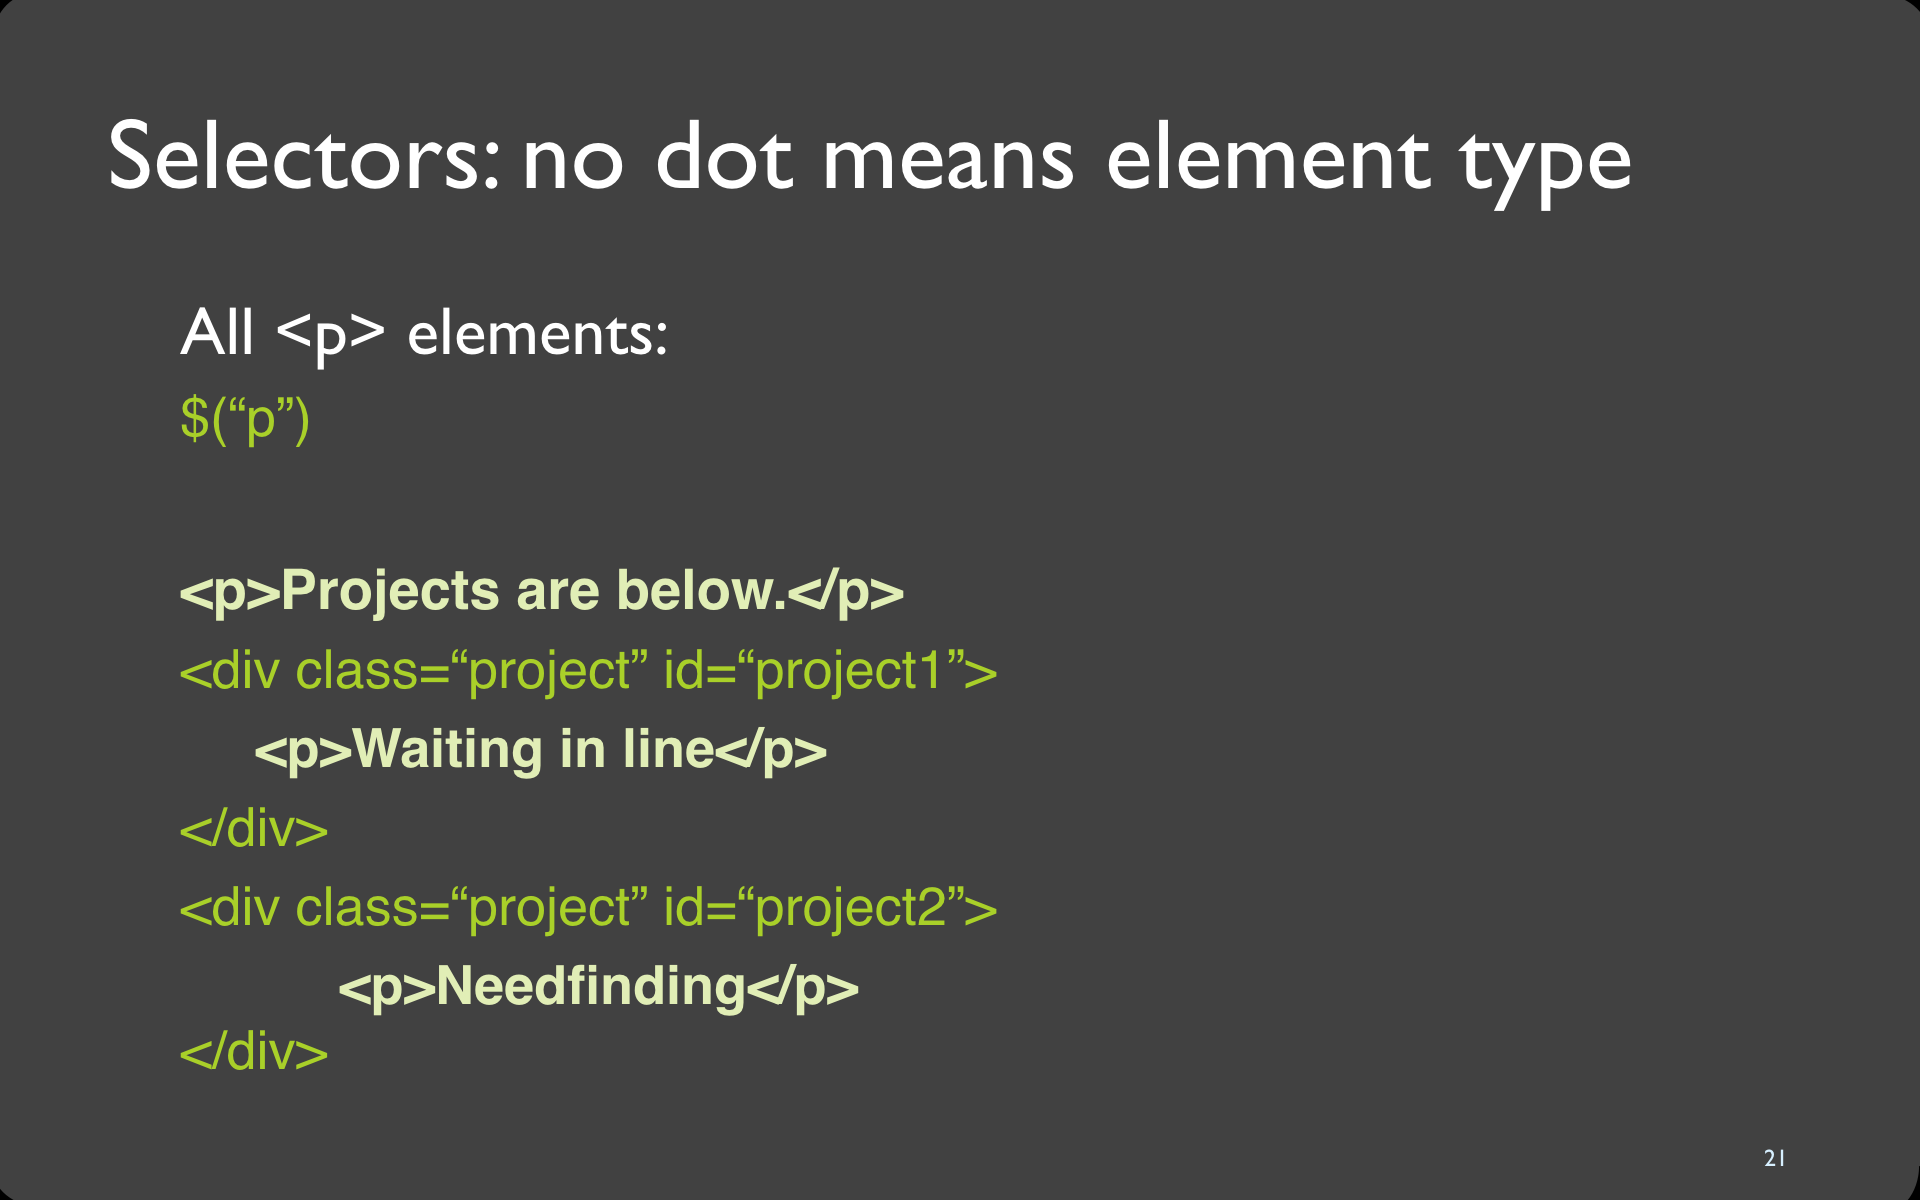 Selectors: no dot means element type
All <p> elements:
$(“p”)
<p>Projects are below.</p>
<div class=“project” id=“project1”>
<p>Waiting in line</p>
</div>
<div class=“project” id=“project2”>
<p>Needfinding</p>
</div>
21